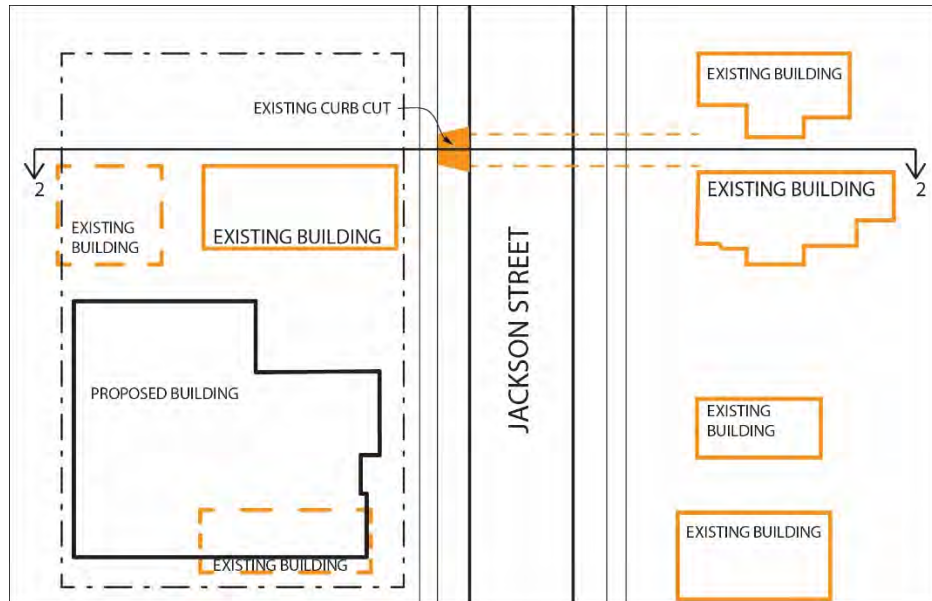 EXISTING BUILDING
EXISTING CURB CUT
2
2
EXISTING BUILDING
EXISTING
BUILDING
EXISTING BUILDING
JACKSON STREET
PROPOSED BUILDING
EXISTING
BUILDING
EXISTING BUILDING
EXISTING BUILDING